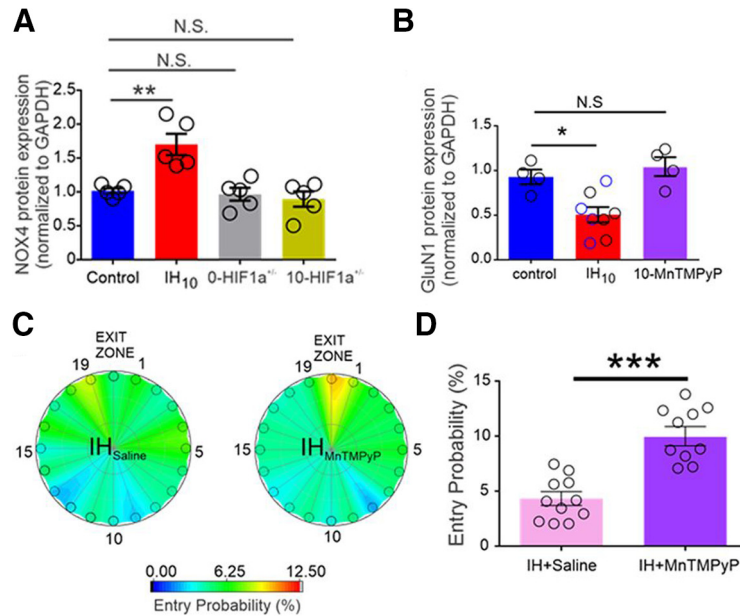 A
N.S.
N.S.
**
NOX4 protein expression
(normalized to GAPDH)
2.5
2.0
1.5
1.0
0.5
0
Control
IH10
0-HIF1a+/-
10-HIF1a+/-
B
N.S
*
GluN1 protein expression
(normalized to GAPDH)
1.5
1.0
0.5
0.0
control
IH10
10-MnTMPyP
C
EXIT
ZONE
19
1
15
5
10
IHSaline
EXIT
ZONE
19
1
15
5
10
IHMnTMPyP
0.00
6.25
12.50
Entry Probability (%)
D
***
Entry Probability (%)
15
10
5
0
IH+Saline
IH+MnTMPyP